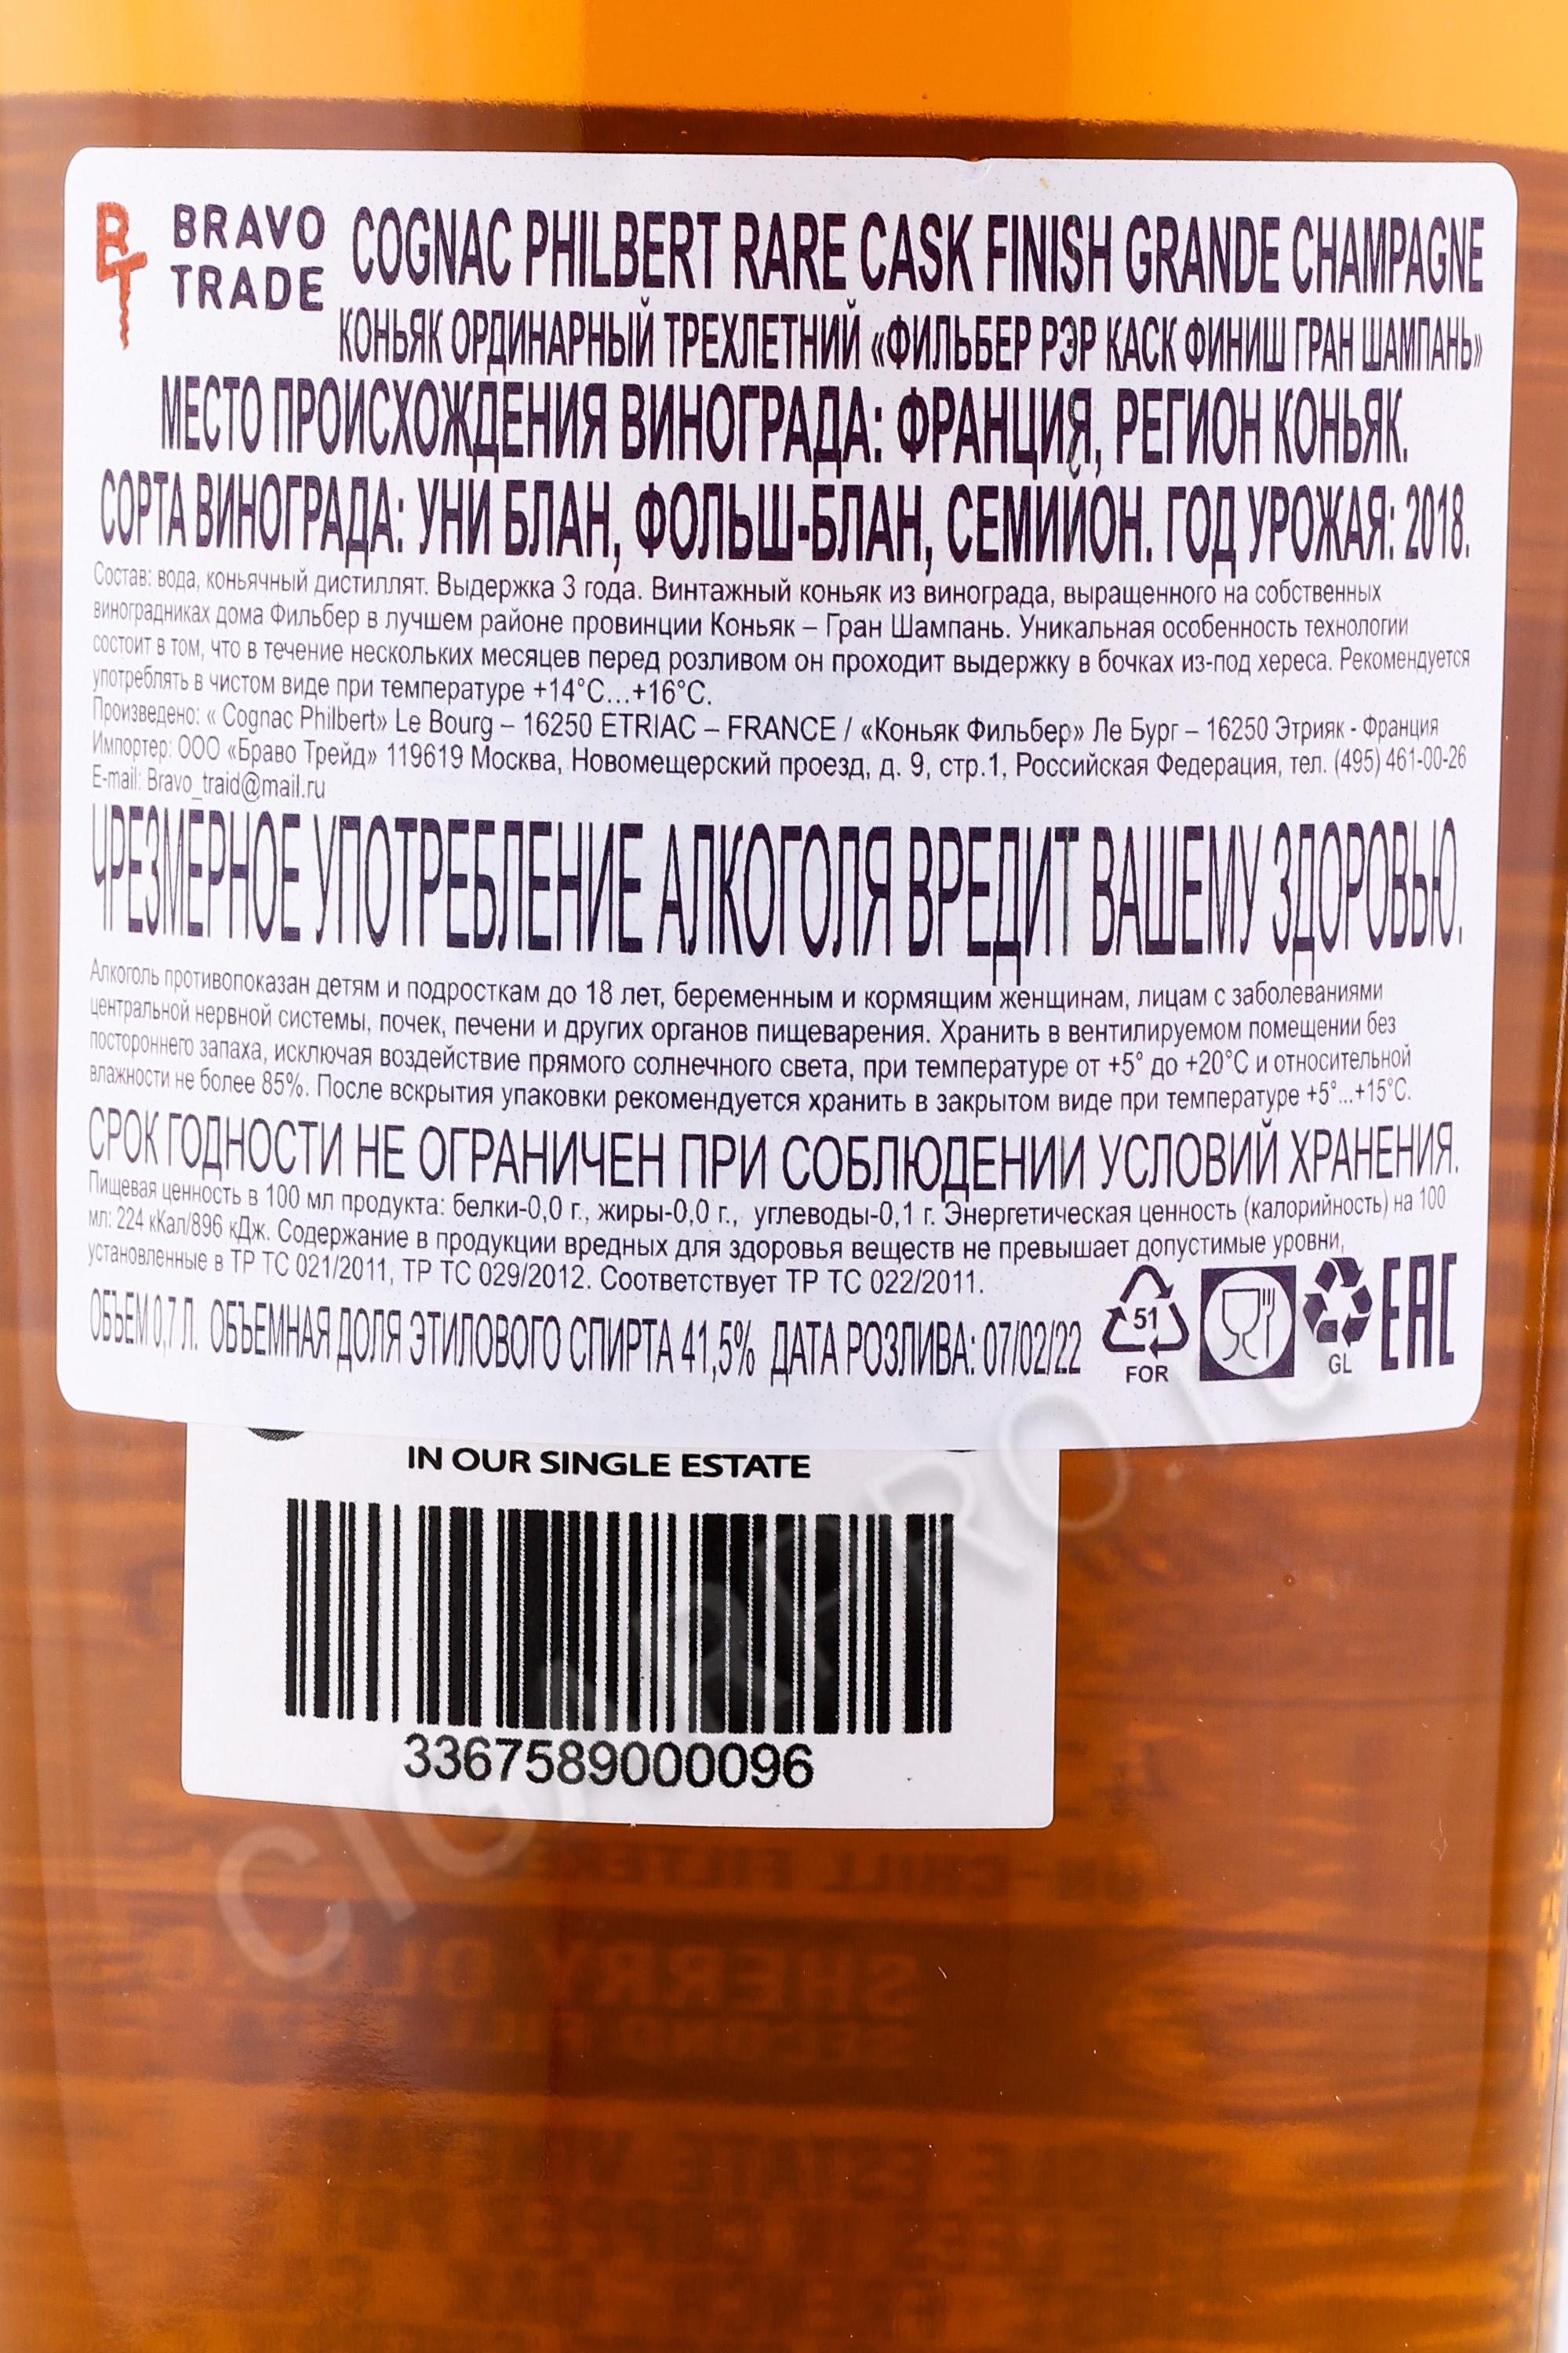 BRAVO TRADE
COGNAC PHILBERT RARE CASK FINISH GRANDE CHAMPAGNE
КОНЬЯК ОРДИНАРНЫЙ ТРЕХЛЕТНИЙ «ФИЛЬБЕР РЭР КАСК ФИНИШ ГРАН ШАМПАНЬ»
МЕСТО ПРОИСХОЖДЕНИЯ ВИНОГРАДА: ФРАНЦИЯ, РЕГИОН КОНЬЯК.
СОРТА ВИНОГРАДА: УНИ БЛАН, ФОЛЬШ-БЛАН, СЕМИЙОН. ГОД УРОЖАЯ: 2018.
Состав: вода, коньячный дистиллят. Выдержка 3 года. Винтажный коньяк из винограда, выращенного на собственных
виноградниках дома Фильбер в лучшем районе провинции Коньяк – Гран Шампань. Уникальная особенность технологии
состоит в том, что в течение нескольких месяцев перед розливом он проходит выдержку в бочках из-под хереса. Рекомендуется
употреблять в чистом виде при температуре +14°С...+16°С.
Произведено: « Cognac Philbert» Le Bourg – 16250 ETRIAC – FRANCE / «Коньяк Фильбер» Ле Бург – 16250 Этрияк - Франция
Импортер: ООО «Браво Трейд» 119619 Москва, Новомещерский проезд, д. 9, стр.1, Российская Федерация, тел. (495) 461-00-26
E-mail: Bravo_traid@mail.ru
ЧРЕЗМЕРНОЕ УПОТРЕБЛЕНИЕ АЛКОГОЛЯ ВРЕДИТ ВАШЕМУ ЗДОРОВЬЮ.
Алкоголь противопоказан детям и подросткам до 18 лет, беременным и кормящим женщинам, лицам с заболеваниями
центральной нервной системы, почек, печени и других органов пищеварения. Хранить в вентилируемом помещении без
постороннего запаха, исключая воздействие прямого солнечного света, при температуре от +5° до +20°С и относительной
влажности не более 85%. После вскрытия упаковки рекомендуется хранить в закрытом виде при температуре +5°...+15°С.
СРОК ГОДНОСТИ НЕ ОГРАНИЧЕН ПРИ СОБЛЮДЕНИИ УСЛОВИЙ ХРАНЕНИЯ.
Пищевая ценность в 100 мл продукта: белки-0,0 г., жиры-0,0 г., углеводы-0,1 г. Энергетическая ценность (калорийность) на 100
мл: 224 кКал/896 кДж. Содержание в продукции вредных для здоровья веществ не превышает допустимые уровни,
установленные в ТР ТС 021/2011, ТР ТС 029/2012. Соответствует ТР ТС 022/2011.
ОБЪЕМ 0,7 Л. ОБЪЕМНАЯ ДОЛЯ ЭТИЛОВОГО СПИРТА 41,5% ДАТА РОЗЛИВА: 07/02/22
51 FOR GL EAC
IN OUR SINGLE ESTATE
3367589000096
UN-CHILL FILTERED
SHERRY OLO
SECOND FILL
SINGLE ESTATE